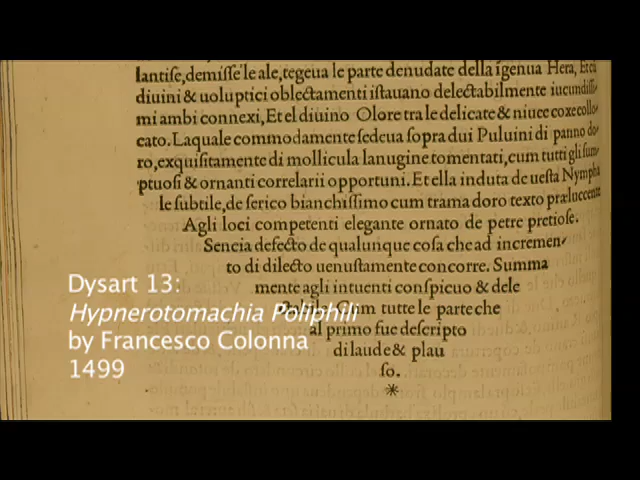 lantiſe,demiſſe le ale,tegeua le parte denudate della īgenua Hera, Et cū
diuini & uoluptici oblectamenti iſtauano delectabilmente iucundiſſi
mi ambi connexi, Et el diuino Olore tra le delicate & niuee coxe collo
cato. Laquale commodamente ſedeua ſopra dui Puluini di panno do
ro,exquiſitamente di mollicula lanugine tomentati,cum tutti gli ſum
ptuoſi & ornanti correlarii opportuni. Et ella induta de ueſta Nympha
le ſubtile,de ſerico bianchiſſimo cum trama doro texto præluccente
Agli loci competenti elegante ornato de petre pretioſe.
Sencia defecto de qualunque coſa che ad incremen-
to di dilecto uenuſtamente concorre. Summa
mente agli intuenti conſpicuo & dele
Cum tutte le parte che
al primo fue deſcripto
di laude & plau
ſo.
*
Dysart 13:
Hypnerotomachia Poliphili
by Francesco Colonna
1499